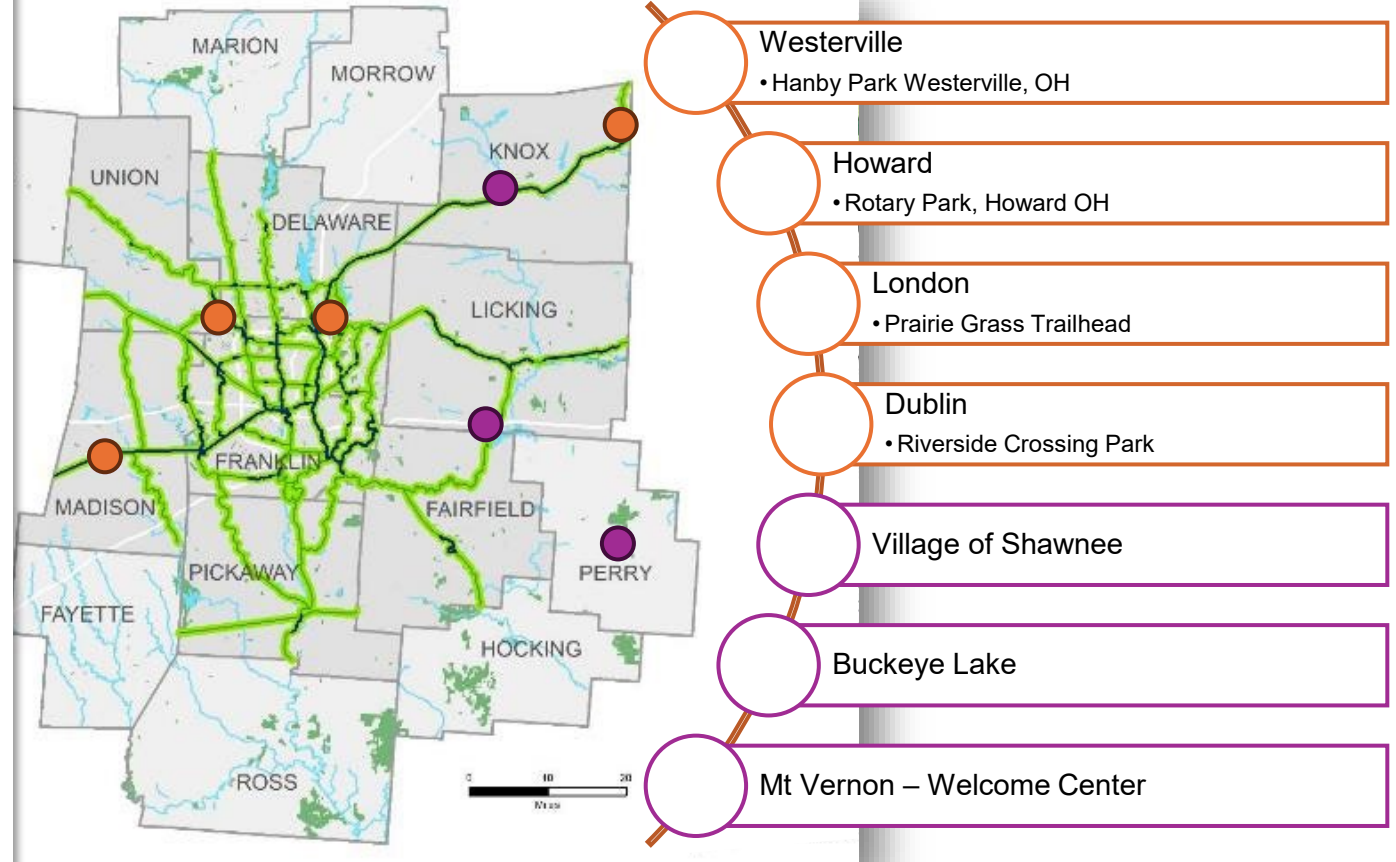 MARION
MORROW
KNOX
UNION
DELAWARE
LICKING
FRANKLIN
MADISON
FAIRFIELD
PERRY
PICKAWAY
FAYETTE
HOCKING
ROSS
0 10 20
Miles
Westerville
• Hanby Park Westerville, OH
Howard
• Rotary Park, Howard OH
London
• Prairie Grass Trailhead
Dublin
• Riverside Crossing Park
Village of Shawnee
Buckeye Lake
Mt Vernon – Welcome Center